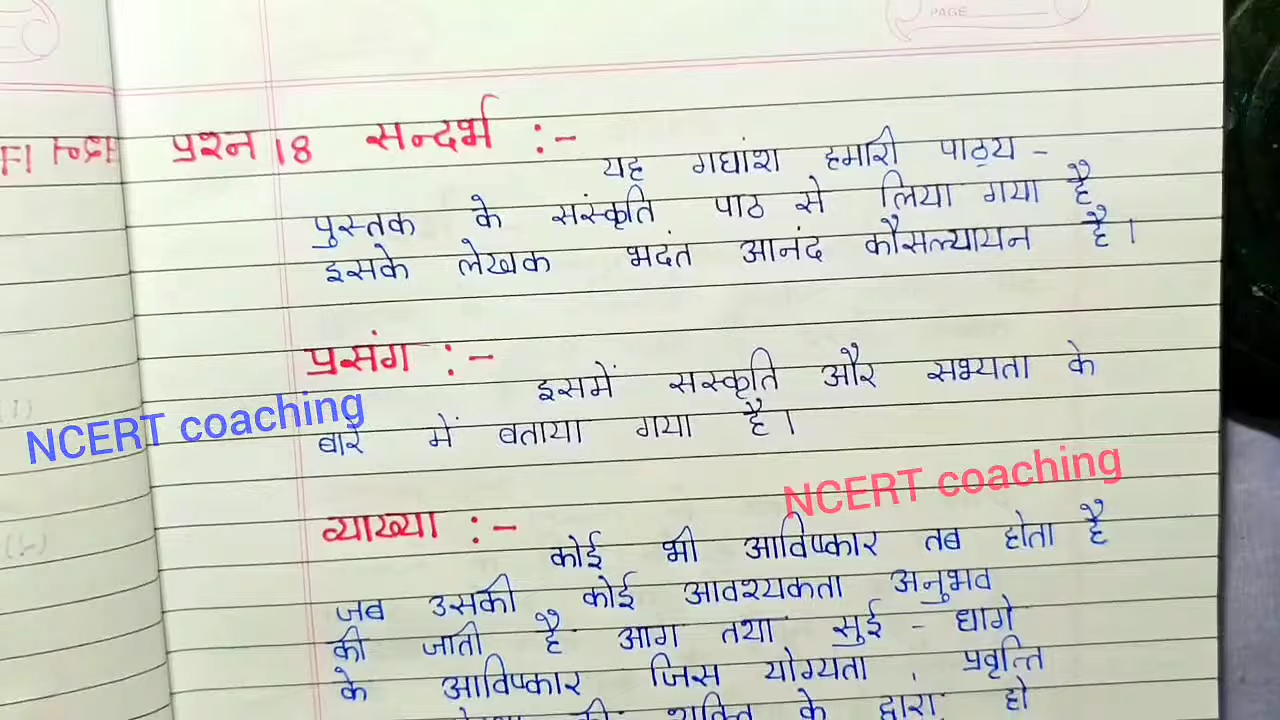 PAGE
प्रश्न 18 सन्दर्भ :-
यह गद्यांश हमारी पाठ्य -
पुस्तक के संस्कृति पाठ से लिया गया है
इसके लेखक भदंत आनंद कौसल्यायन है।
प्रसंग :-
इसमें संस्कृति और सभ्यता के
बारे में बताया गया है।
NCERT coaching
NCERT coaching
व्याख्या :-
कोई भी आविष्कार तब होता है
जब उसकी कोई आवश्यकता अनुभव
की जाती है आग तथा सुई - धागे
के आविष्कार जिस योग्यता , प्रवृन्ति
की शक्ति के द्वारा हो